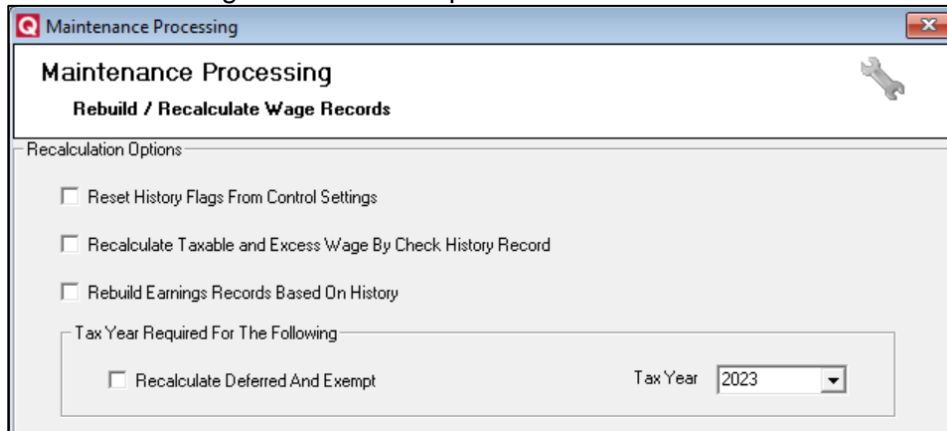 Maintenance Processing
Maintenance Processing
Rebuild / Recalculate Wage Records
Recalculation Options
Reset History Flags From Control Settings
Recalculate Taxable and Excess Wage By Check History Record
Rebuild Earnings Records Based On History
Tax Year Required For The Following
Recalculate Deferred And Exempt Tax Year 2023